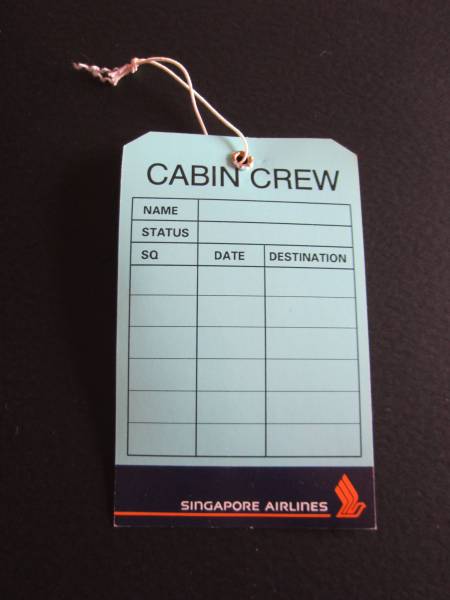 CABIN CREW
NAME
STATUS
SQ DATE DESTINATION
SINGAPORE AIRLINES